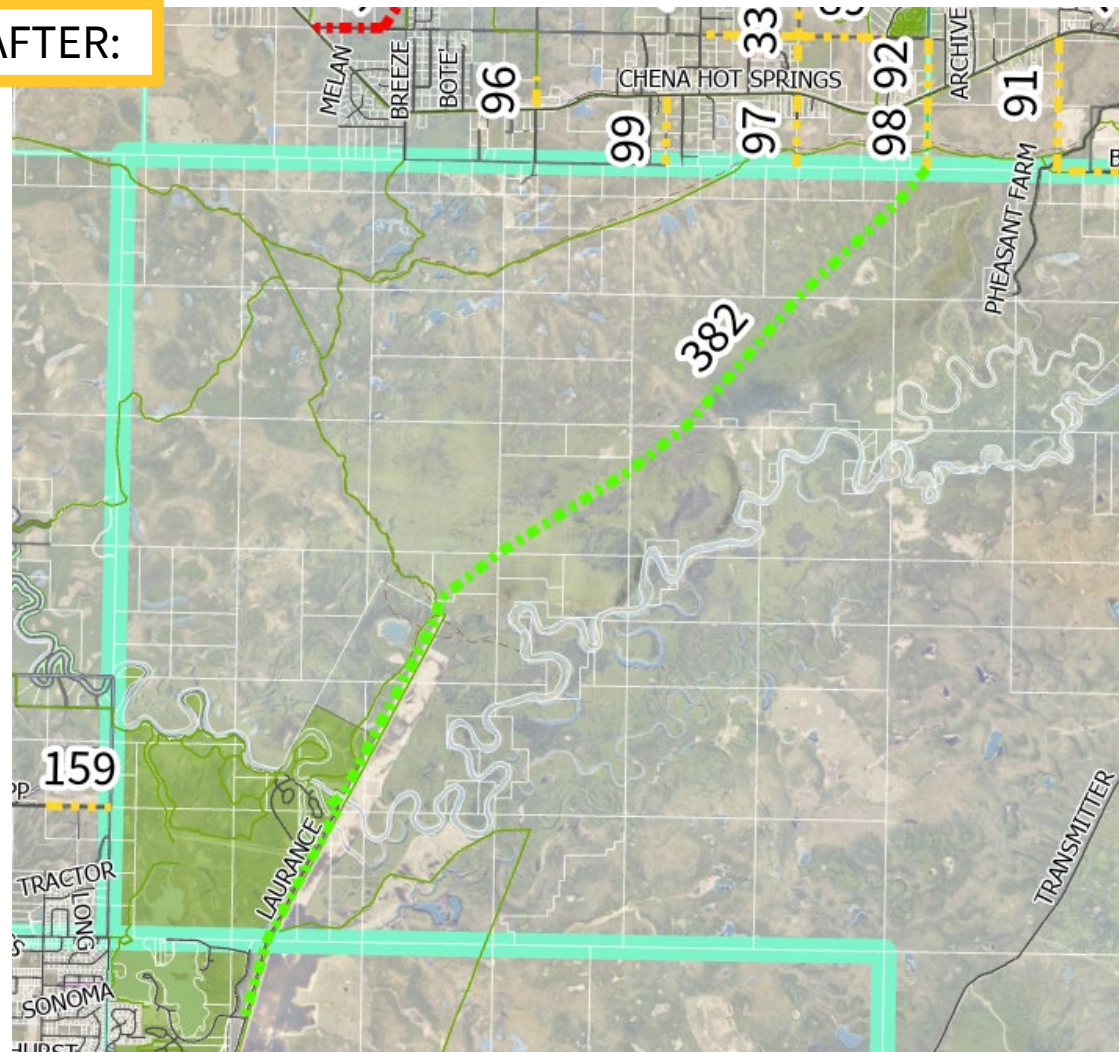 AFTER:
33
MELAN
BREEZE
BOTE'
96
CHENA HOT SPRINGS
92
ARCHIVE
91
99
97
98
PHEASANT FARM
382
159
LAURANCE
TRACTOR
LONG
TRANSMITTER
SONOMA